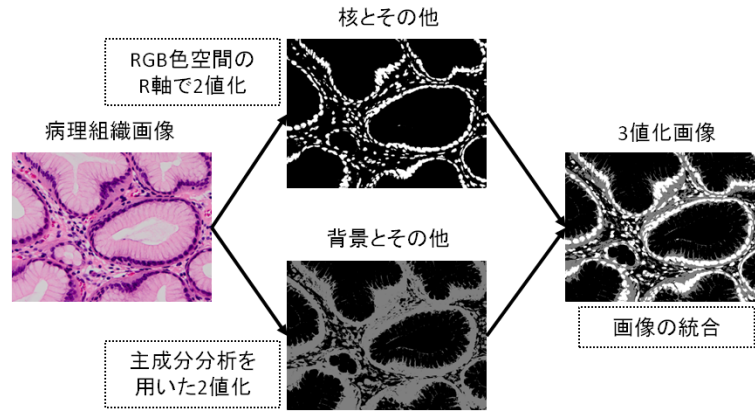 核とその他
RGB色空間の
R軸で2値化
病理組織画像
3値化画像
背景とその他
主成分分析を
用いた2値化
画像の統合